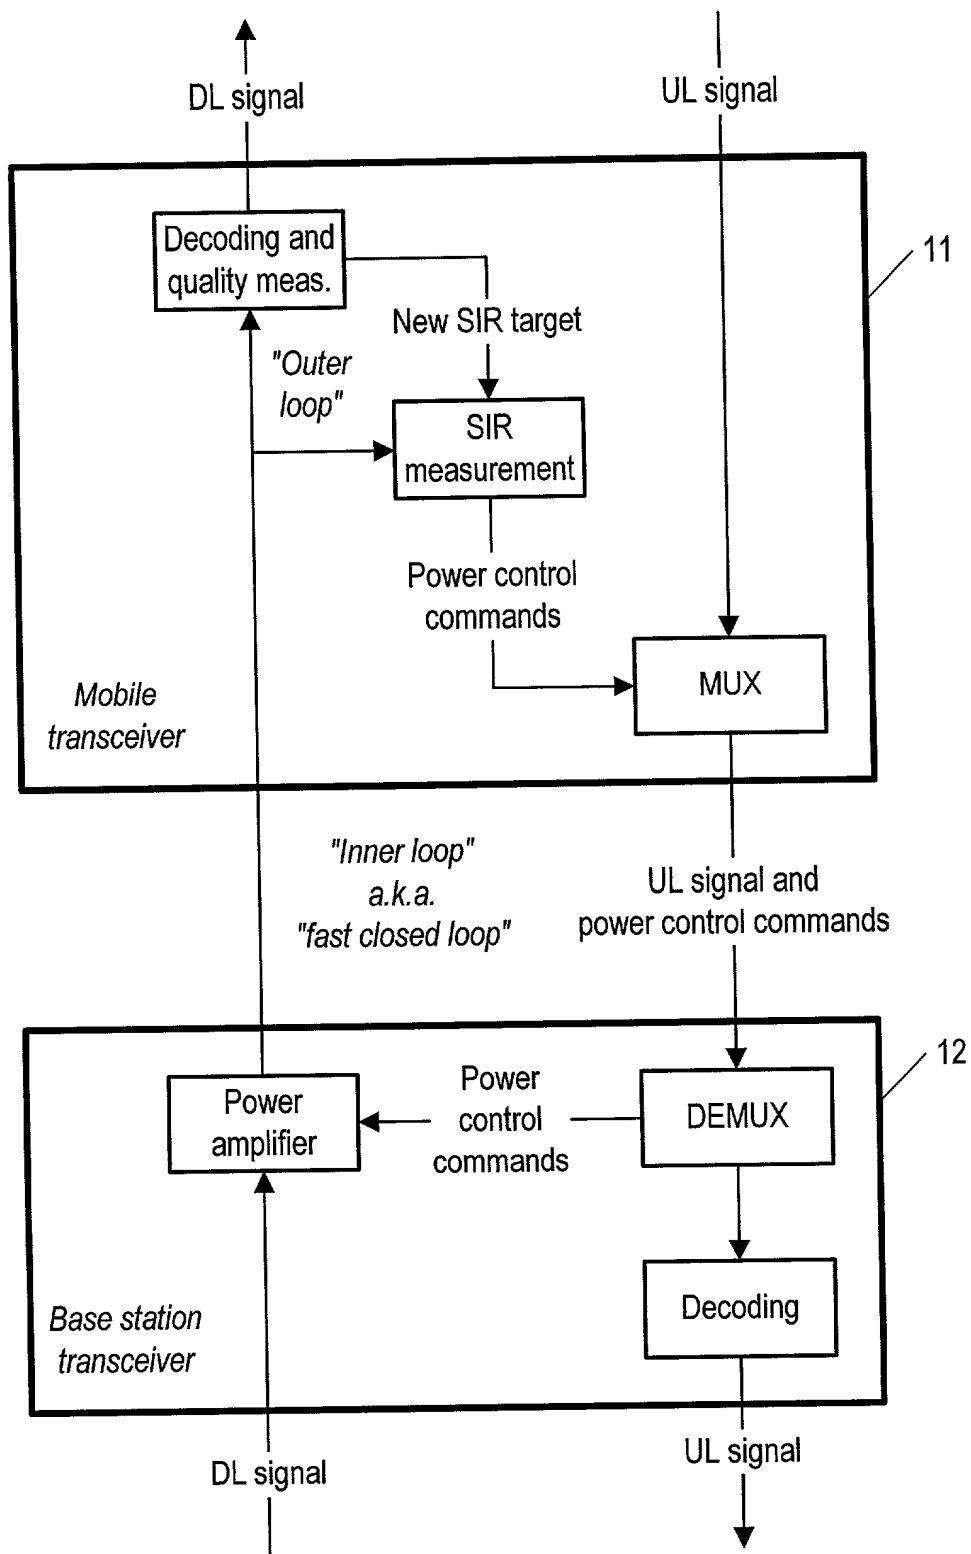 DL signal
UL signal
Decoding and
quality meas.
11
New SIR target
"Outer
loop"
SIR
measurement
Power control
commands
MUX
Mobile
transceiver
"Inner loop"
a.k.a.
"fast closed loop"
UL signal and
power control commands
12
Power
amplifier
Power
control
commands
DEMUX
Decoding
Base station
transceiver
DL signal
UL signal